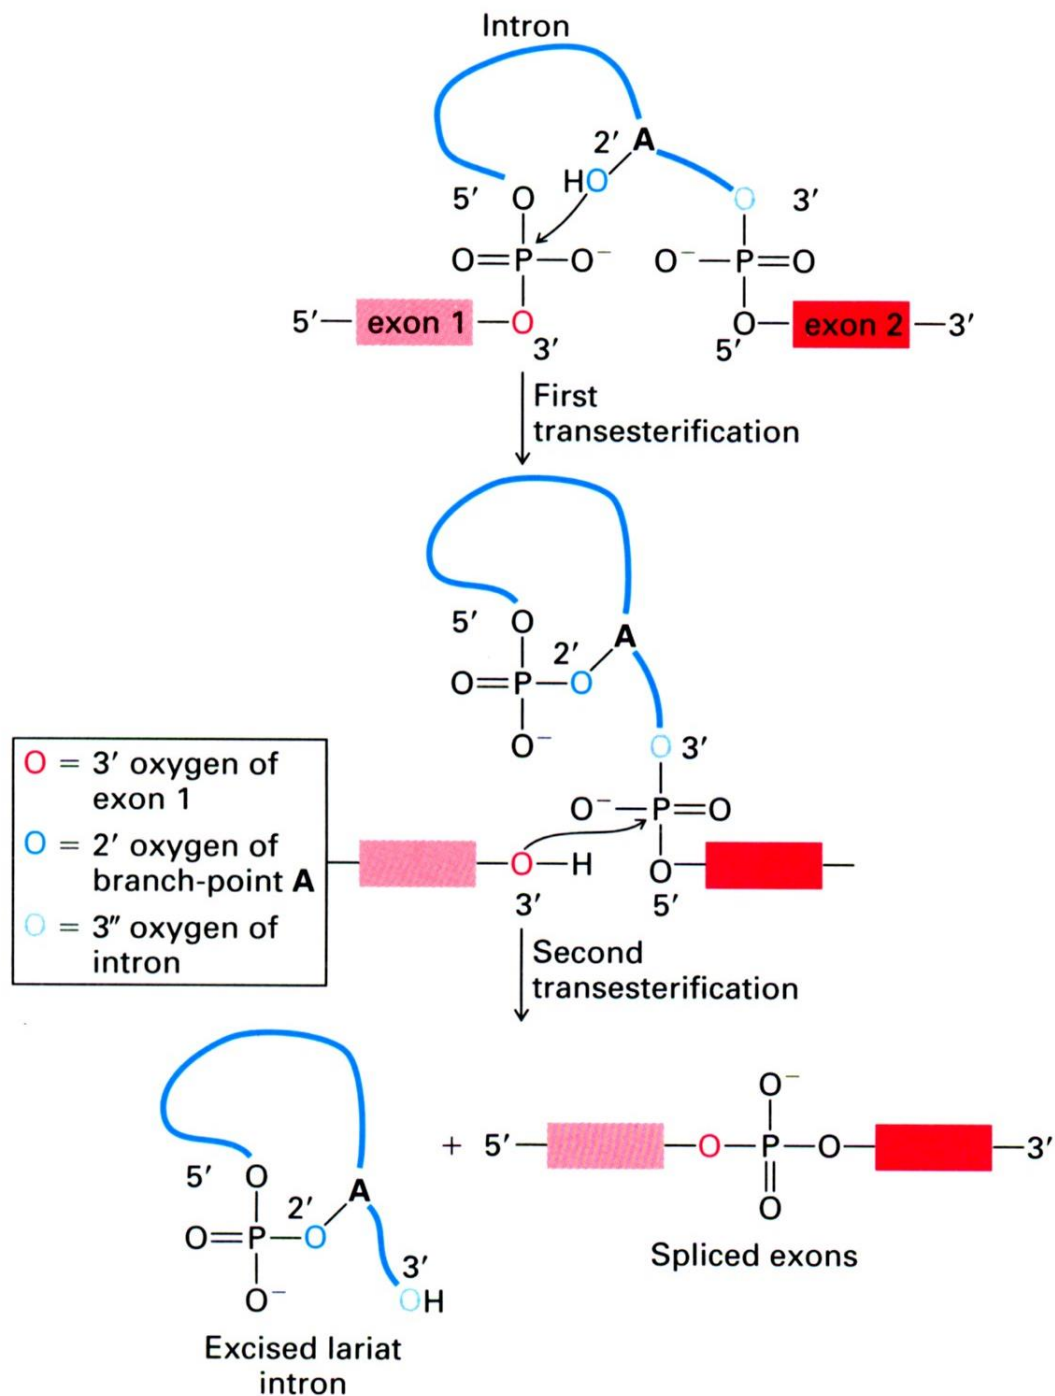 Intron
2′ A
HO
5′ O O 3′
O=P—O⁻ O⁻—P=O
5′— exon 1 —O O— exon 2 —3′
3′ 5′
First
transesterification
5′ O A
2′
O=P—O
O⁻ O 3′
O = 3′ oxygen of
exon 1
O = 2′ oxygen of
branch-point A
O = 3″ oxygen of
intron
O⁻—P=O
O—H O
3′ 5′
Second
transesterification
5′ O A
2′
O=P—O
O⁻ 3′
OH
Excised lariat
intron
O⁻
+ 5′— —O—P—O— —3′
O
Spliced exons